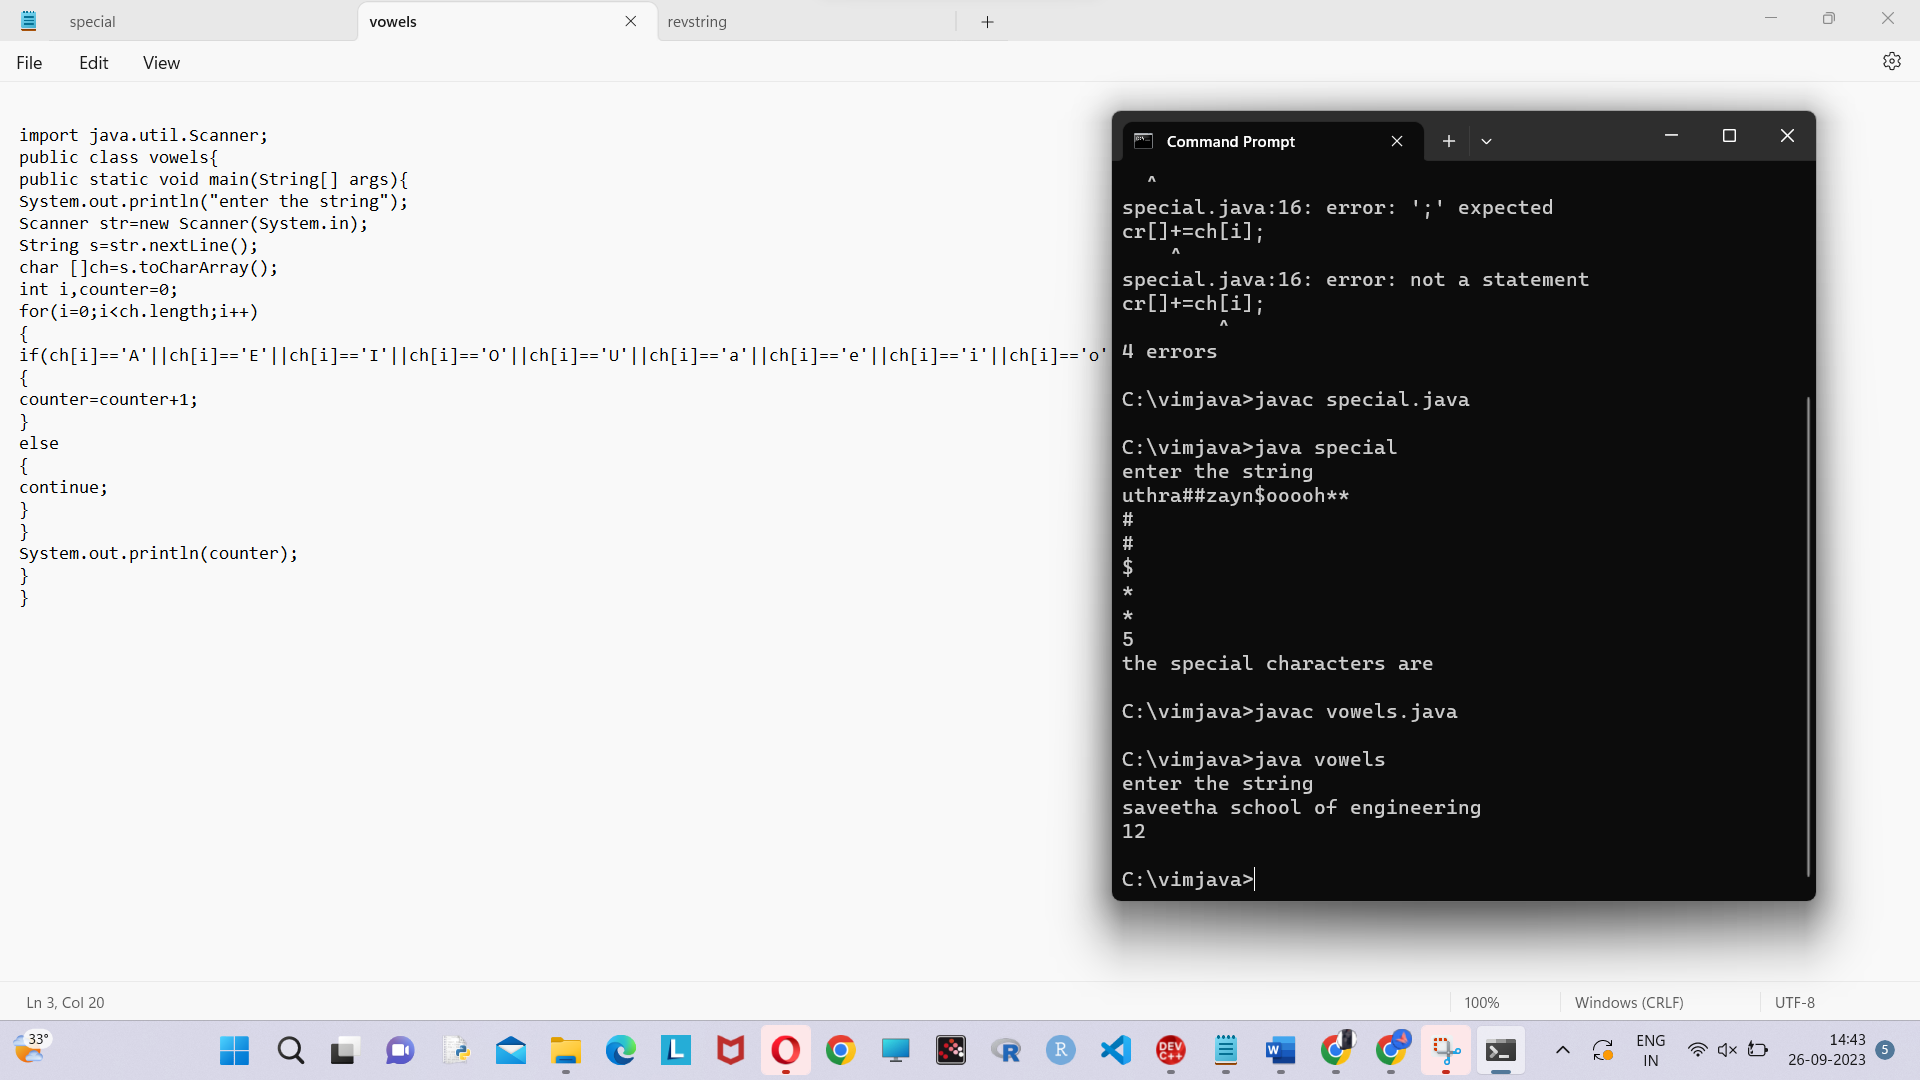 special
vowels
revstring
File
Edit
View
import java.util.Scanner;
public class vowels{
public static void main(String[] args){
System.out.println("enter the string");
Scanner str=new Scanner(System.in);
String s=str.nextLine();
char []ch=s.toCharArray();
int i,counter=0;
for(i=0;i<ch.length;i++)
{
if(ch[i]=='A'||ch[i]=='E'||ch[i]=='I'||ch[i]=='O'||ch[i]=='U'||ch[i]=='a'||ch[i]=='e'||ch[i]=='i'||ch[i]=='o'
{
counter=counter+1;
}
else
{
continue;
}
}
System.out.println(counter);
}
}
Command Prompt
^
special.java:16: error: ';' expected
cr[]+=ch[i];
^
special.java:16: error: not a statement
cr[]+=ch[i];
^
4 errors
C:\vimjava>javac special.java
C:\vimjava>java special
enter the string
uthra##zayn$ooooh**
#
#
$
*
*
5
the special characters are
C:\vimjava>javac vowels.java
C:\vimjava>java vowels
enter the string
saveetha school of engineering
12
C:\vimjava>
Ln 3, Col 20
100%
Windows (CRLF)
UTF-8
33°
L
R
R
DEV
C++
W
ENG
IN
14:43
26-09-2023
5